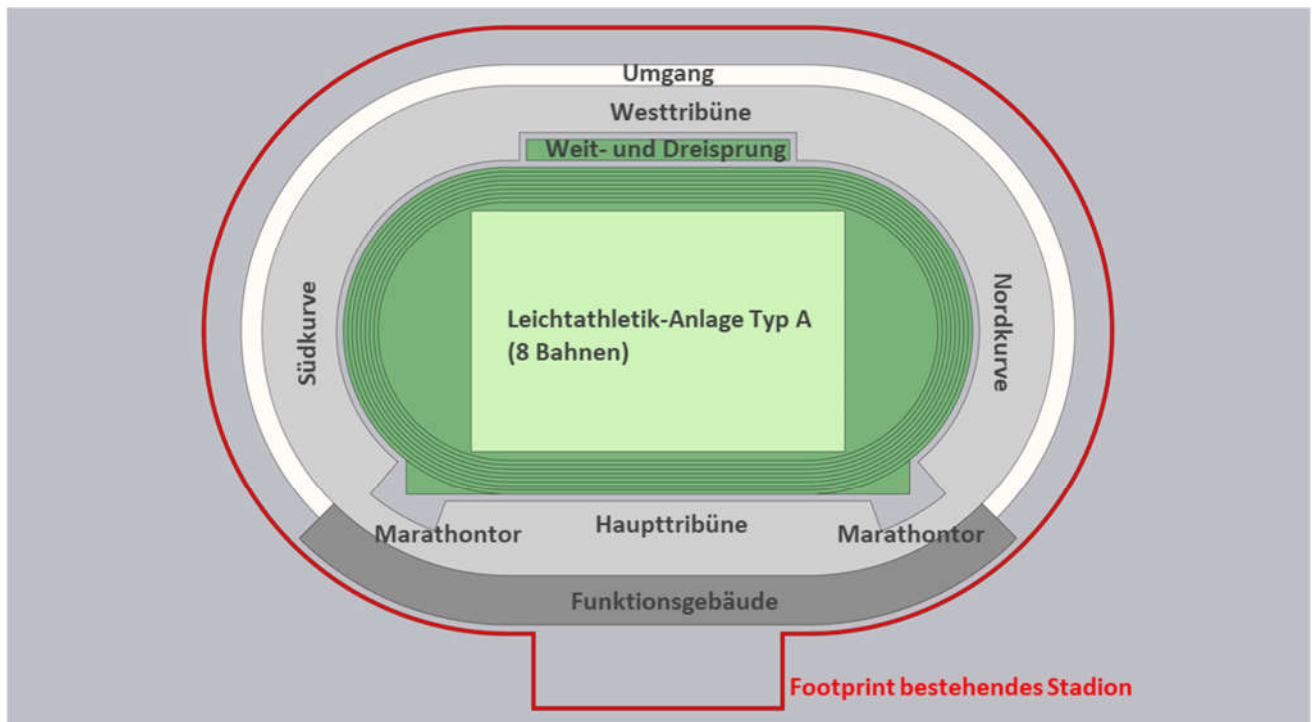 Umgang
Westtribüne
Weit- und Dreisprung
Südkurve
Nordkurve
Leichtathletik-Anlage Typ A
(8 Bahnen)
Marathontor
Haupttribüne
Marathontor
Funktionsgebäude
Footprint bestehendes Stadion